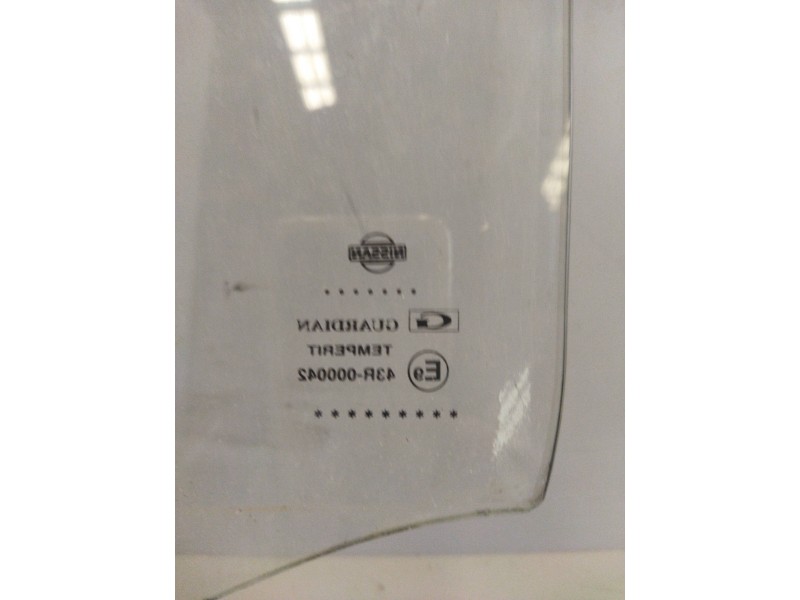 NISSAN
. . . . . . .
G GUARDIAN
TEMPERIT
E9 43R-000042
* * * * * * * * *